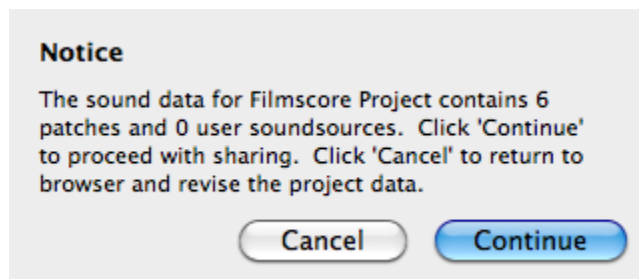 Notice
The sound data for Filmscore Project contains 6
patches and 0 user soundsources.  Click 'Continue'
to proceed with sharing.  Click 'Cancel' to return to
browser and revise the project data.
Cancel Continue